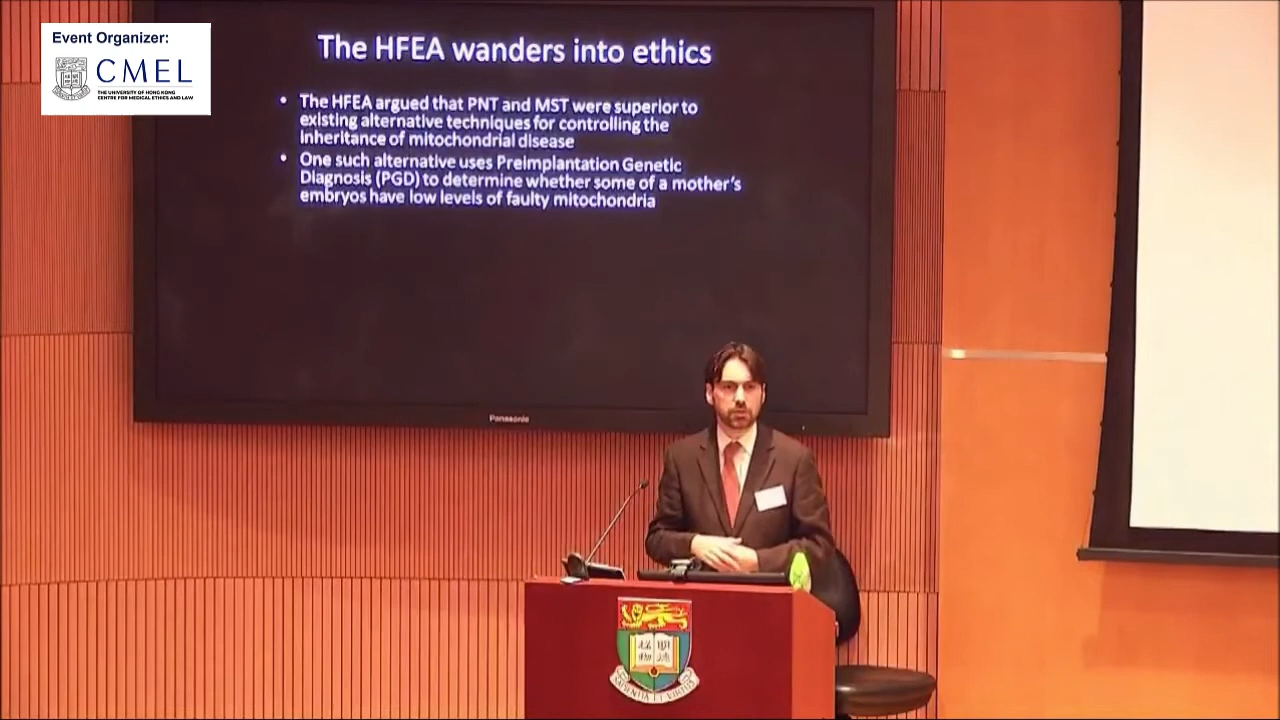 Event Organizer:
CMEL
THE UNIVERSITY OF HONG KONG
CENTRE FOR MEDICAL ETHICS AND LAW
The HFEA wanders into ethics
• The HFEA argued that PNT and MST were superior to
existing alternative techniques for controlling the
inheritance of mitochondrial disease
• One such alternative uses Preimplantation Genetic
Diagnosis (PGD) to determine whether some of a mother's
embryos have low levels of faulty mitochondria
Panasonic
SAPIENTIA ET VIRTUS